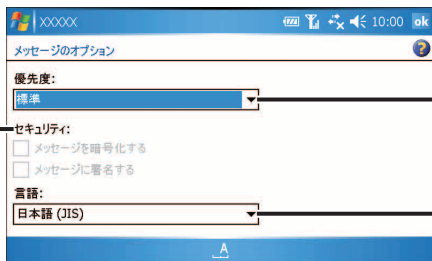 XXXXX 10:00 ok
メッセージのオプション
優先度:
標準
セキュリティ:
メッセージを暗号化する
メッセージに署名する
言語:
日本語 (JIS)
A